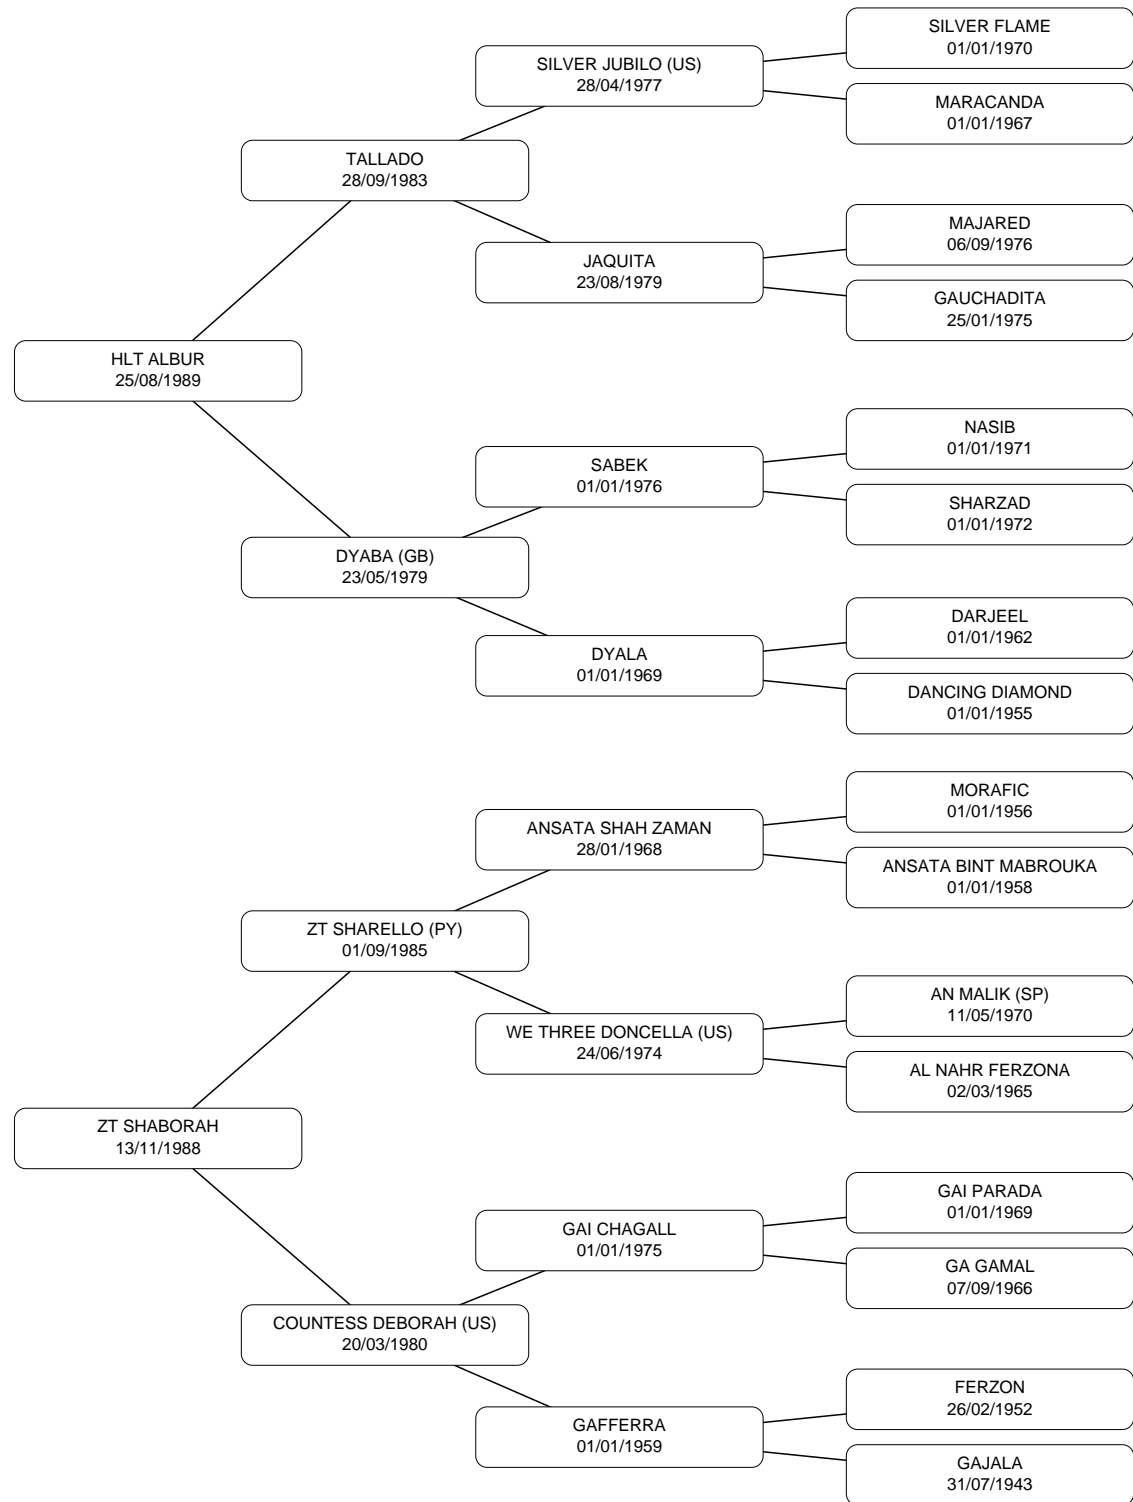 SILVER FLAME
01/01/1970
SILVER JUBILO (US)
28/04/1977
MARACANDA
01/01/1967
TALLADO
28/09/1983
MAJARED
06/09/1976
JAQUITA
23/08/1979
GAUCHADITA
25/01/1975
HLT ALBUR
25/08/1989
NASIB
01/01/1971
SABEK
01/01/1976
SHARZAD
01/01/1972
DYABA (GB)
23/05/1979
DARJEEL
01/01/1962
DYALA
01/01/1969
DANCING DIAMOND
01/01/1955
MORAFIC
01/01/1956
ANSATA SHAH ZAMAN
28/01/1968
ANSATA BINT MABROUKA
01/01/1958
ZT SHARELLO (PY)
01/09/1985
AN MALIK (SP)
11/05/1970
WE THREE DONCELLA (US)
24/06/1974
AL NAHR FERZONA
02/03/1965
ZT SHABORAH
13/11/1988
GAI PARADA
01/01/1969
GAI CHAGALL
01/01/1975
GA GAMAL
07/09/1966
COUNTESS DEBORAH (US)
20/03/1980
FERZON
26/02/1952
GAFFERRA
01/01/1959
GAJALA
31/07/1943